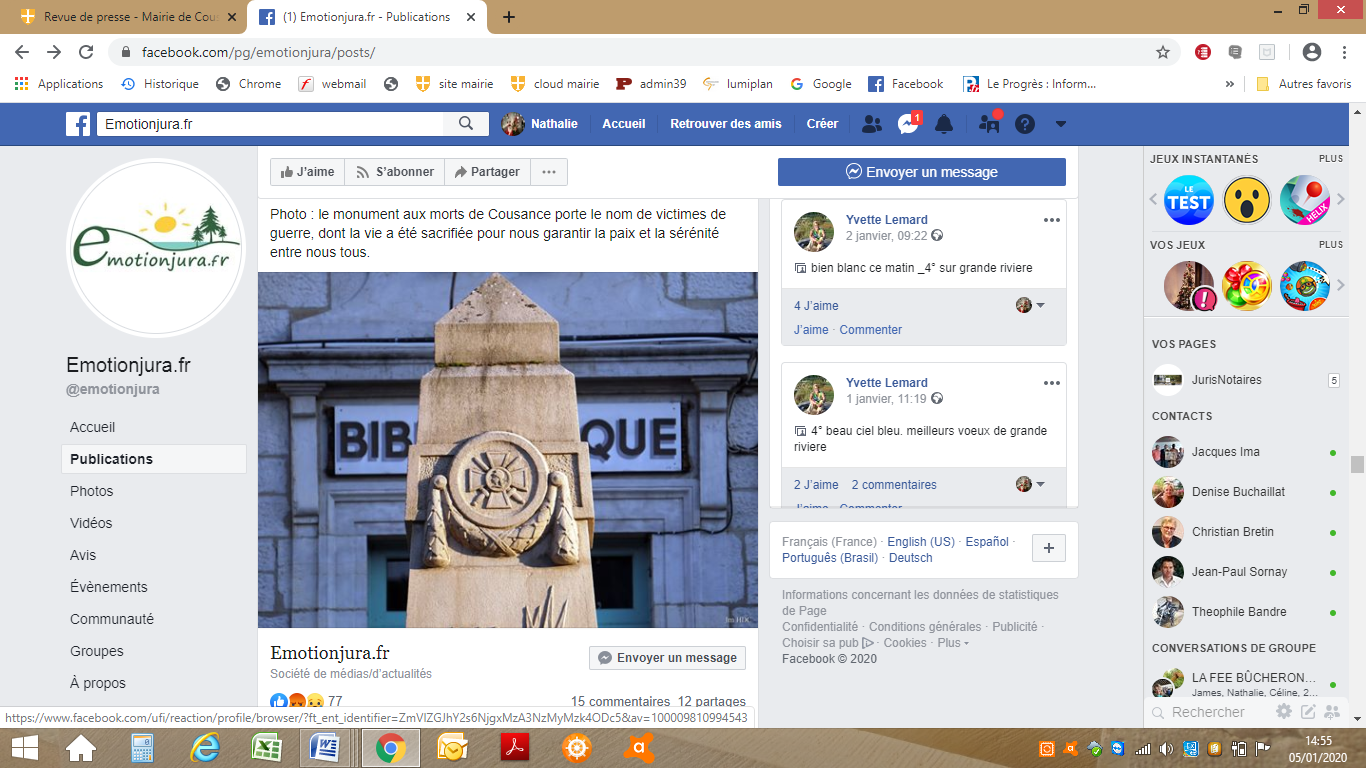 Revue de presse - Mairie de Cous
(1) Emotionjura.fr - Publications
facebook.com/pg/emotionjura/posts/
Applications
Historique
Chrome
webmail
site mairie
cloud mairie
admin39
lumiplan
Google
Facebook
Le Progrès : Inform...
»
Autres favoris
Emotionjura.fr
Nathalie
Accueil
Retrouver des amis
Créer
1
emotionjura.fr
Emotionjura.fr
@emotionjura
Accueil
Publications
Photos
Vidéos
Avis
Évènements
Communauté
Groupes
À propos
J'aime
S'abonner
Partager
...
Envoyer un message
Photo : le monument aux morts de Cousance porte le nom de victimes de
guerre, dont la vie a été sacrifiée pour nous garantir la paix et la sérénité
entre nous tous.
BIB QUE
Emotionjura.fr
Société de médias/d'actualités
Envoyer un message
77
15 commentaires 12 partages
Yvette Lemard
2 janvier, 09:22
bien blanc ce matin _4° sur grande riviere
4 J'aime
J'aime · Commenter
Yvette Lemard
1 janvier, 11:19
4° beau ciel bleu. meilleurs voeux de grande
riviere
2 J'aime 2 commentaires
J'aime · Commenter
Français (France) · English (US) · Español ·
Português (Brasil) · Deutsch
Informations concernant les données de statistiques
de Page
Confidentialité · Conditions générales · Publicité ·
Choisir sa pub · Cookies · Plus
Facebook © 2020
JEUX INSTANTANÉS PLUS
LE TEST
HELIX
VOS JEUX PLUS
VOS PAGES
JurisNotaires 5
CONTACTS
Jacques Ima
Denise Buchaillat
Christian Bretin
Jean-Paul Sornay
Theophile Bandre
CONVERSATIONS DE GROUPE
LA FEE BÛCHERON...
James, Nathalie, Céline, 2...
Rechercher
https://www.facebook.com/ufi/reaction/profile/browser/?ft_ent_identifier=ZmVlZGJhY2s6NjgxMzA3NzMyMzk4ODc5&av=100009810994543
14:55
05/01/2020